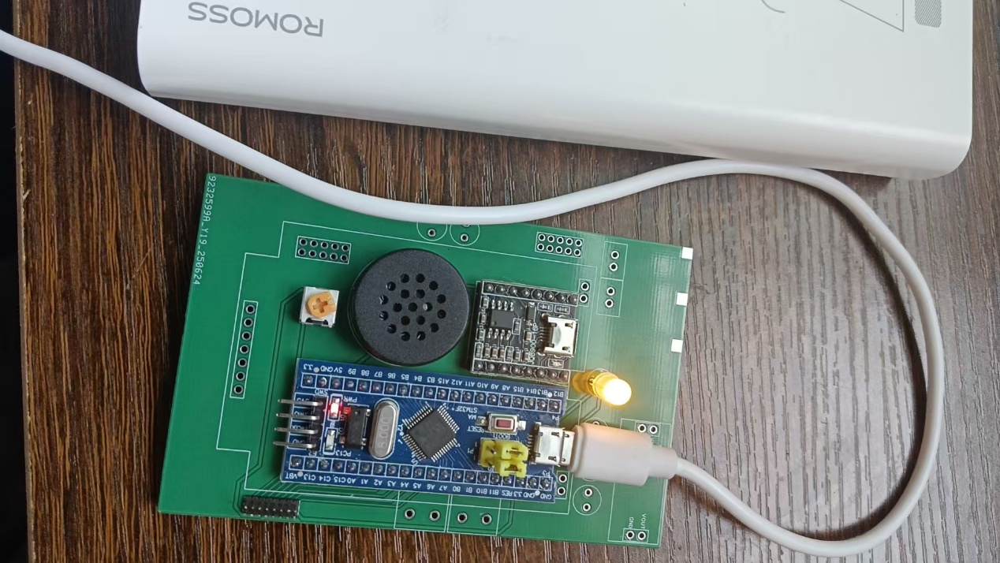 ROMOSS
9232599A_Y19_250624
3.3 GND 5V B9 B8 B7 B6 B5 B4 B3 A15 A12 A11 A10 A9 A8 B15 B14 B13 B12
PWR
STM32F
RESET
BOOT
PC13
8.000
VBT C13 C14 C15 A0 A1 A2 A3 A4 A5 A6 A7 B0 B1 B10 B11 RES 3.3 GND GND
VOUT
GND